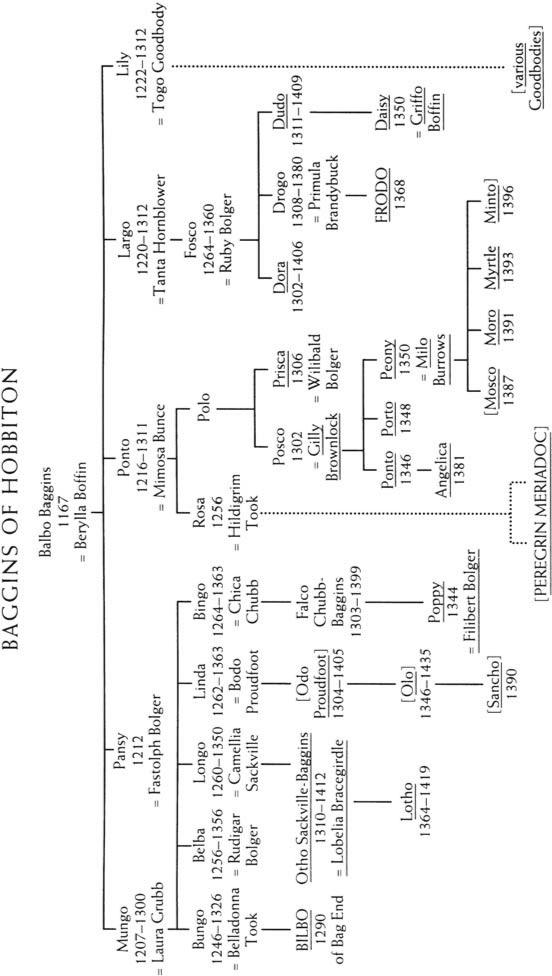 BAGGINS OF HOBBITON
Balbo Baggins
1167
= Berylla Boffin
Mungo
1207–1300
= Laura Grubb
Pansy
1212
= Fastolph Bolger
Ponto
1216–1311
= Mimosa Bunce
Largo
1220–1312
=Tanta Hornblower
Lily
1222–1312
= Togo Goodbody
Bungo
1246–1326
= Belladonna
Took
Belba
1256–1356
= Rudigar
Bolger
Longo
1260–1350
= Camellia
Sackville
Linda
1262–1363
= Bodo
Proudfoot
Bingo
1264–1363
= Chica
Chubb
Rosa
1256
= Hildigrim
Took
Polo
Fosco
1264–1360
= Ruby Bolger
BILBO
1290
of Bag End
Otho Sackville-Baggins
1310–1412
= Lobelia Bracegirdle
[Odo
Proudfoot]
1304–1405
Falco
Chubb-
Baggins
1303–1399
Posco
1302
= Gilly
Brownlock
Prisca
1306
= Wilibald
Bolger
Dora
1302–1406
Drogo
1308–1380
= Primula
Brandybuck
Dudo
1311–1409
Lotho
1364–1419
[Olo]
1346–1435
Poppy
1344
= Filibert Bolger
Ponto
1346
Porto
1348
Peony
1350
= Milo
Burrows
FRODO
1368
Daisy
1350
= Griffo
Boffin
[Sancho]
1390
Angelica
1381
[Mosco
1387
Moro
1391
Myrtle
1393
Minto]
1396
[PEREGRIN MERIADOC]
[various
Goodbodies]